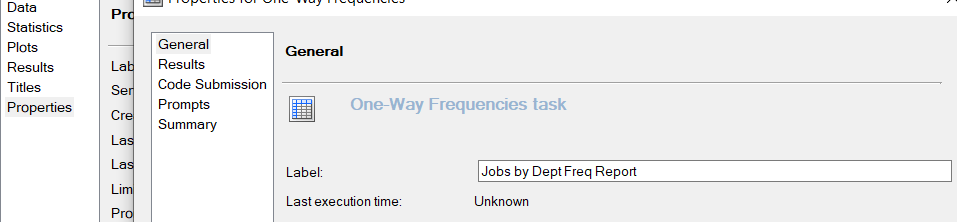 Properties for One-Way Frequencies
Data
Statistics
Plots
Results
Titles
Properties
Pro
Lab
Ser
Cre
Las
Las
Lim
Pro
General
Results
Code Submission
Prompts
Summary
General
One-Way Frequencies task
Label:
Jobs by Dept Freq Report
Last execution time:
Unknown